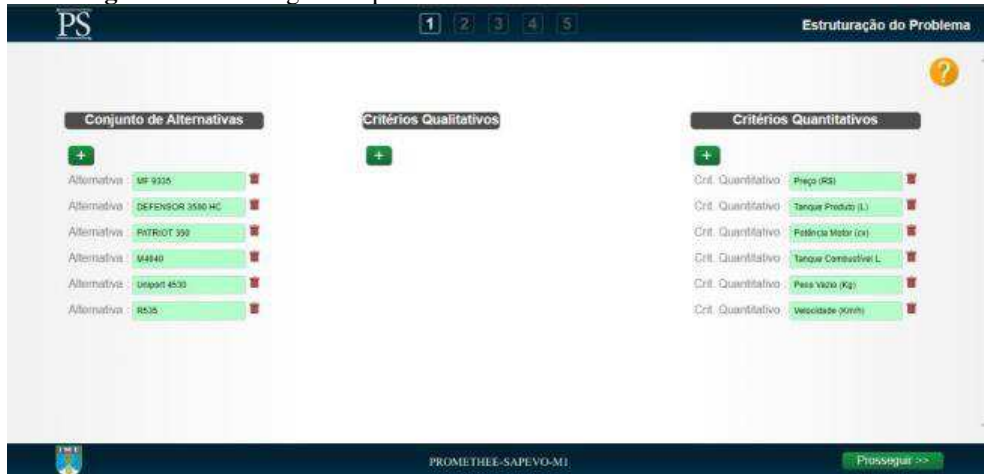 PS
1 2 3 4 5
Estruturação do Problema
?
Conjunto de Alternativas
Critérios Qualitativos
Critérios Quantitativos
+
+
+
Alternativa : MF 9335
Crit. Quantitativo : Preço (R$)
Alternativa : DEFENSOR 3500 HC
Crit. Quantitativo : Tanque Produto (L)
Alternativa : PATRIOT 350
Crit. Quantitativo : Potência Motor (cv)
Alternativa : M4040
Crit. Quantitativo : Tanque Combustível L
Alternativa : Uniport 4530
Crit. Quantitativo : Peso Vazio (Kg)
Alternativa : R535
Crit. Quantitativo : Velocidade (Km/h)
IME
PROMETHEE-SAPEVO-M1
Prosseguir >>